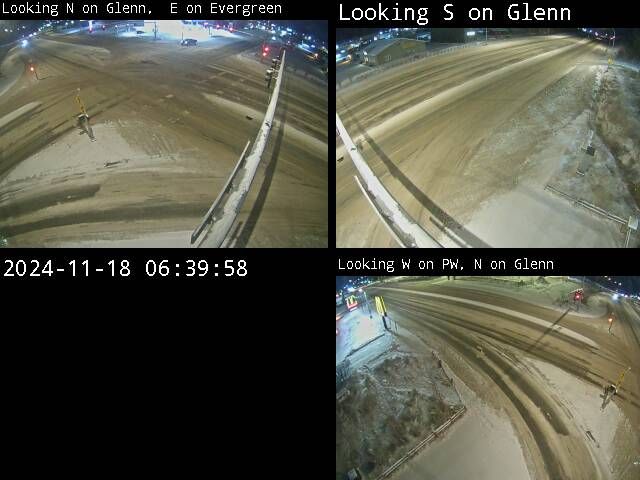 Looking N on Glenn, E on Evergreen
Looking S on Glenn
2024-11-18 06:39:58
Looking W on PW, N on Glenn